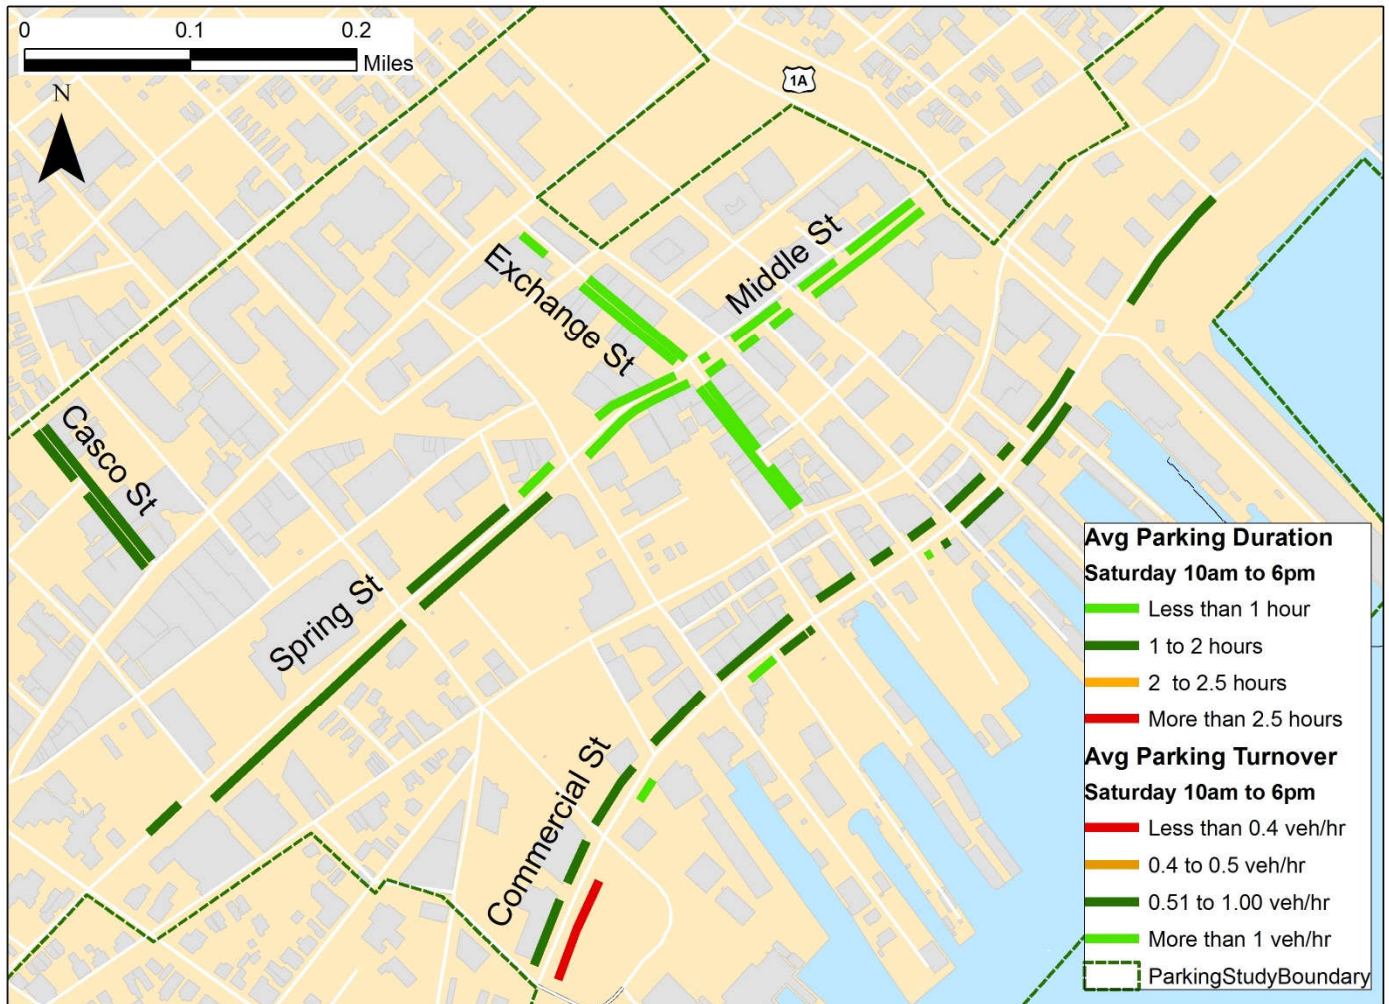 0 0.1 0.2
Miles
N
1A
Exchange St
Middle St
Casco St
Spring St
Commercial St
Avg Parking Duration
Saturday 10am to 6pm
Less than 1 hour
1 to 2 hours
2 to 2.5 hours
More than 2.5 hours
Avg Parking Turnover
Saturday 10am to 6pm
Less than 0.4 veh/hr
0.4 to 0.5 veh/hr
0.51 to 1.00 veh/hr
More than 1 veh/hr
ParkingStudyBoundary